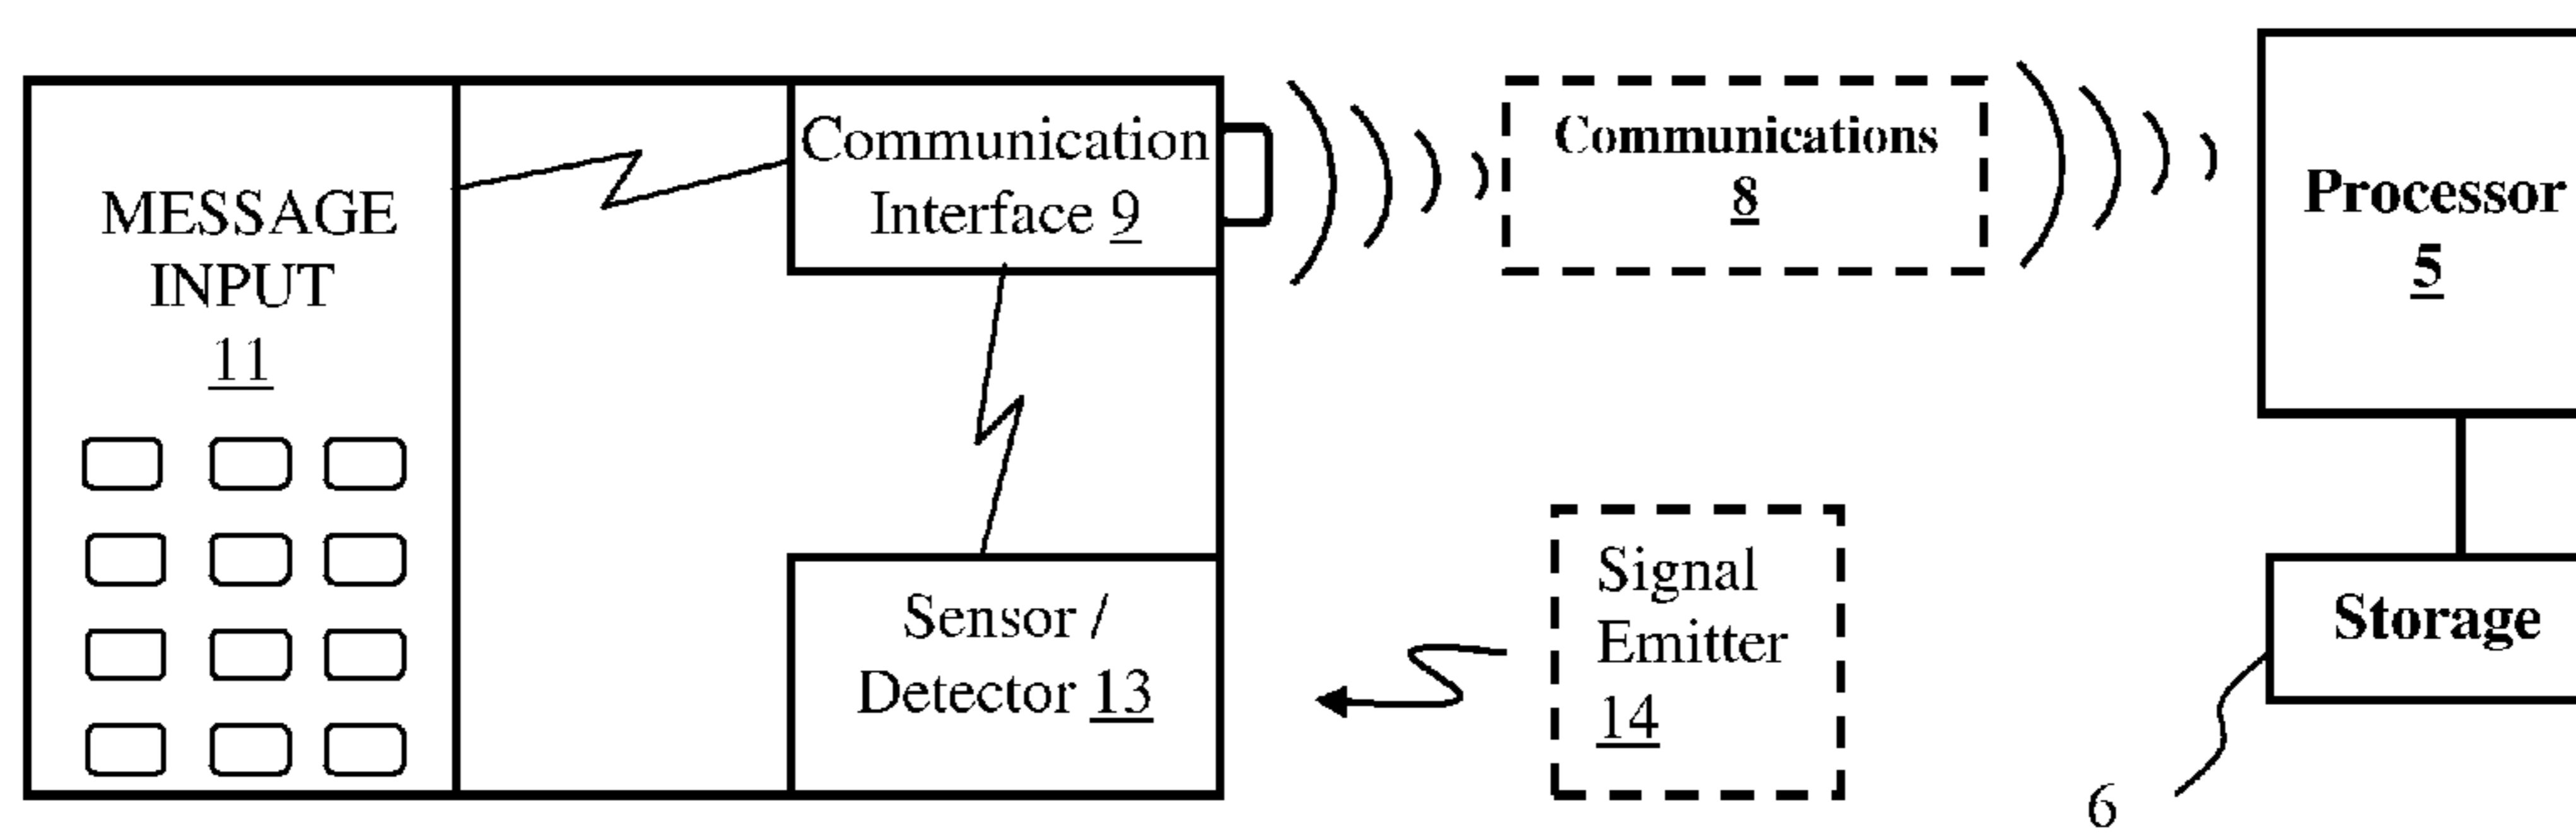 MESSAGE
INPUT
11
Communication
Interface 9
Sensor /
Detector 13
Communications
8
Signal
Emitter
14
Processor
5
Storage
6